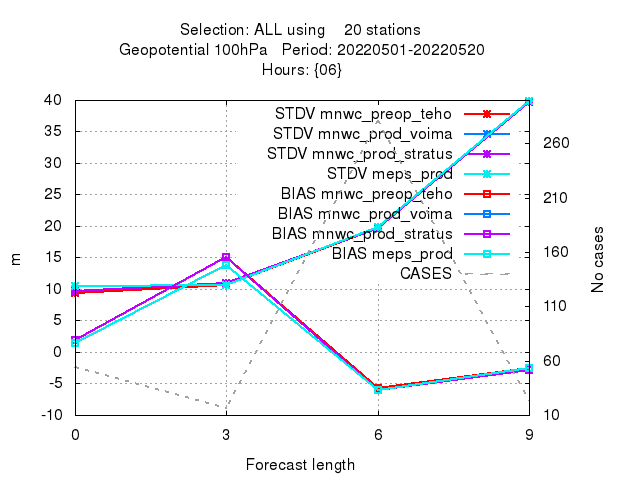 Selection: ALL using    20 stations
Geopotential 100hPa   Period: 20220501-20220520
Hours: {06}
40
35
30
25
20
15
10
5
0
-5
-10
m
STDV mnwc_preop_teho
STDV mnwc_prod_voima
STDV mnwc_prod_stratus
STDV meps_prod
BIAS mnwc_preop_teho
BIAS mnwc_prod_voima
BIAS mnwc_prod_stratus
BIAS meps_prod
CASES
260
210
160
110
60
10
No cases
0 3 6 9
Forecast length